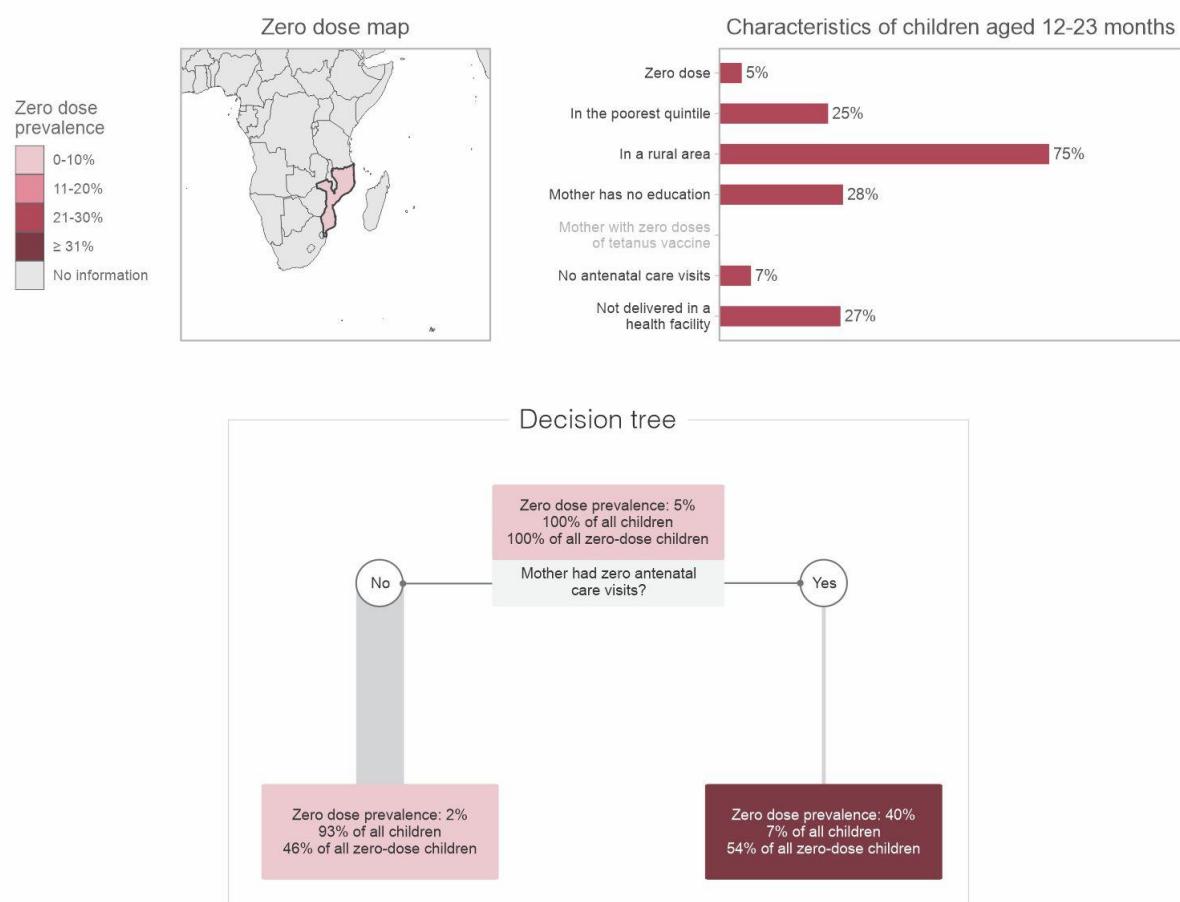 Zero dose map
Zero dose
prevalence
0-10%
11-20%
21-30%
≥ 31%
No information
Characteristics of children aged 12-23 months
Zero dose
5%
In the poorest quintile
25%
In a rural area
75%
Mother has no education
28%
Mother with zero doses
of tetanus vaccine
No antenatal care visits
7%
Not delivered in a
health facility
27%
Decision tree
Zero dose prevalence: 5%
100% of all children
100% of all zero-dose children
Mother had zero antenatal
care visits?
No
Yes
Zero dose prevalence: 2%
93% of all children
46% of all zero-dose children
Zero dose prevalence: 40%
7% of all children
54% of all zero-dose children